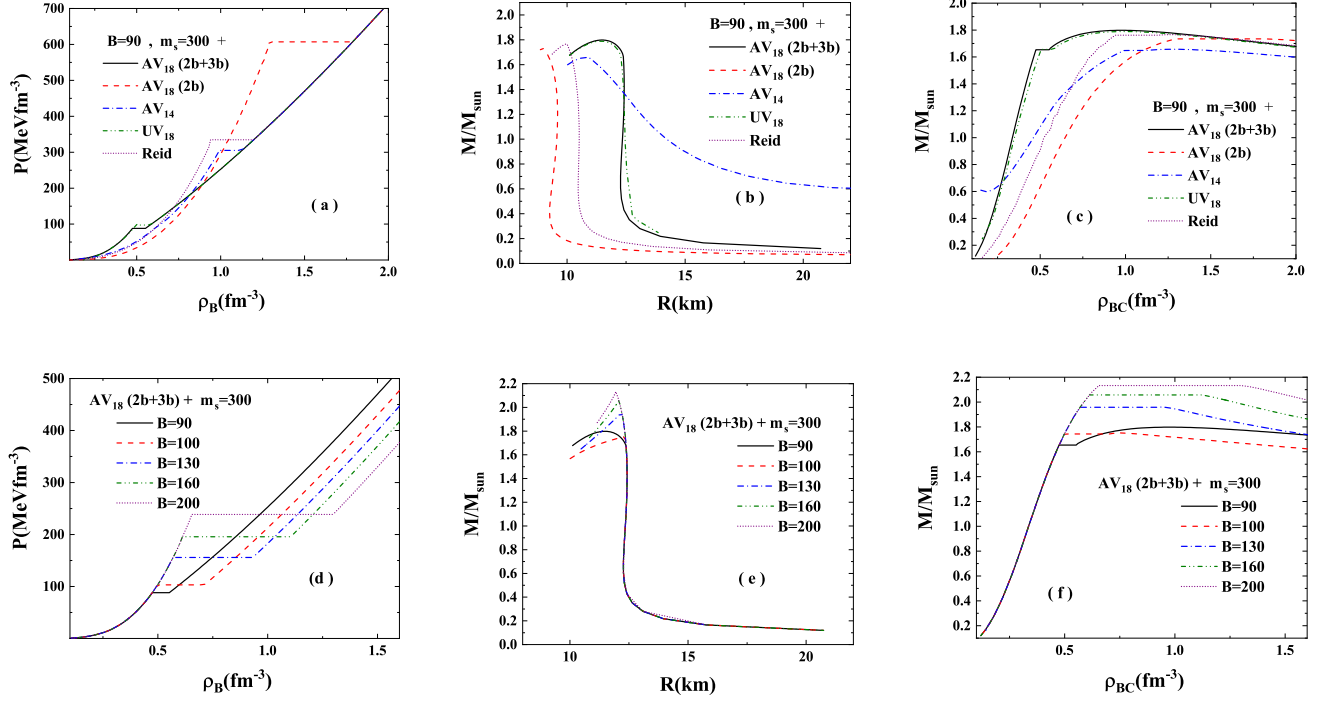 P(MeVfm-3)
700
600
500
400
300
200
100
0.5
1.0
1.5
2.0
ρB(fm-3)
B=90 , ms=300 +
AV18 (2b+3b)
AV18 (2b)
AV14
UV18
Reid
( a )
M/Msun
2.0
1.8
1.6
1.4
1.2
1.0
0.8
0.6
0.4
0.2
0.0
10
15
20
R(km)
B=90 , ms=300 +
AV18 (2b+3b)
AV18 (2b)
AV14
UV18
Reid
( b )
M/Msun
2.0
1.8
1.6
1.4
1.2
1.0
0.8
0.6
0.4
0.2
0.5
1.0
1.5
2.0
ρBC(fm-3)
B=90 , ms=300 +
AV18 (2b+3b)
AV18 (2b)
AV14
UV18
Reid
( c )
P(MeVfm-3)
500
400
300
200
100
0.5
1.0
1.5
ρB(fm-3)
AV18 (2b+3b) + ms=300
B=90
B=100
B=130
B=160
B=200
( d )
M/Msun
2.2
2.0
1.8
1.6
1.4
1.2
1.0
0.8
0.6
0.4
0.2
0.0
10
15
20
R(km)
AV18 (2b+3b) + ms=300
B=90
B=100
B=130
B=160
B=200
( e )
M/Msun
2.2
2.0
1.8
1.6
1.4
1.2
1.0
0.8
0.6
0.4
0.2
0.5
1.0
1.5
ρBC(fm-3)
AV18 (2b+3b) + ms=300
B=90
B=100
B=130
B=160
B=200
( f )